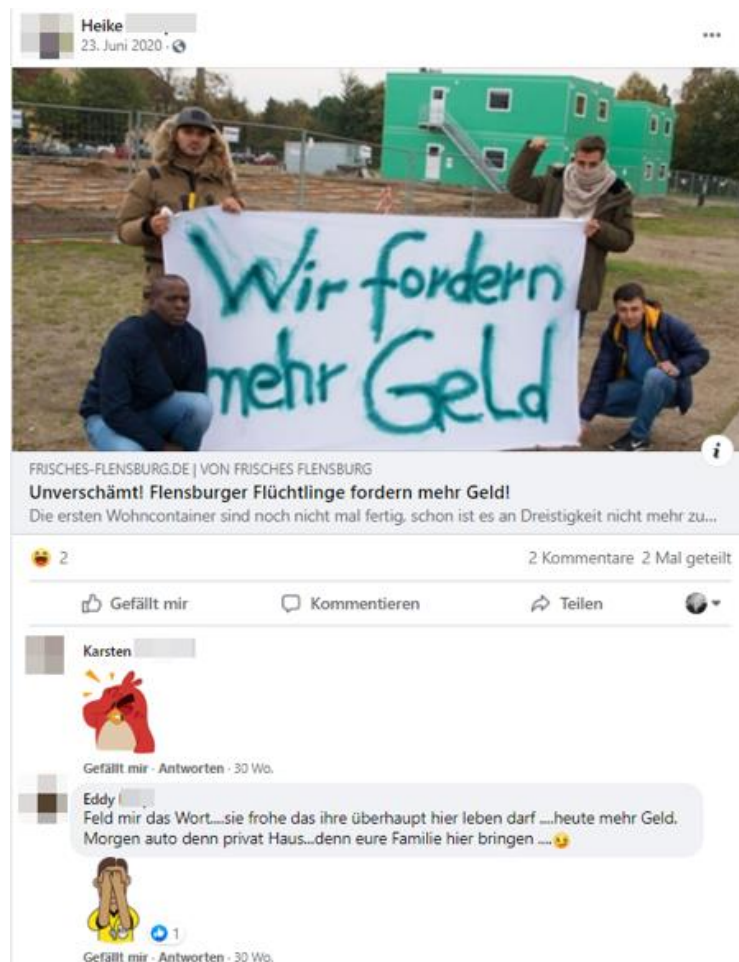 Heike
23. Juni 2020 ·
Wir fordern
mehr Geld
FRISCHES-FLENSBURG.DE | VON FRISCHES FLENSBURG
Unverschämt! Flensburger Flüchtlinge fordern mehr Geld!
Die ersten Wohncontainer sind noch nicht mal fertig, schon ist es an Dreistigkeit nicht mehr zu...
2
2 Kommentare 2 Mal geteilt
Gefällt mir
Kommentieren
Teilen
Karsten
Gefällt mir · Antworten · 30 Wo.
Eddy
Feld mir das Wort....sie frohe das ihre überhaupt hier leben darf ....heute mehr Geld.
Morgen auto denn privat Haus...denn eure Familie hier bringen ....
1
Gefällt mir · Antworten · 30 Wo.